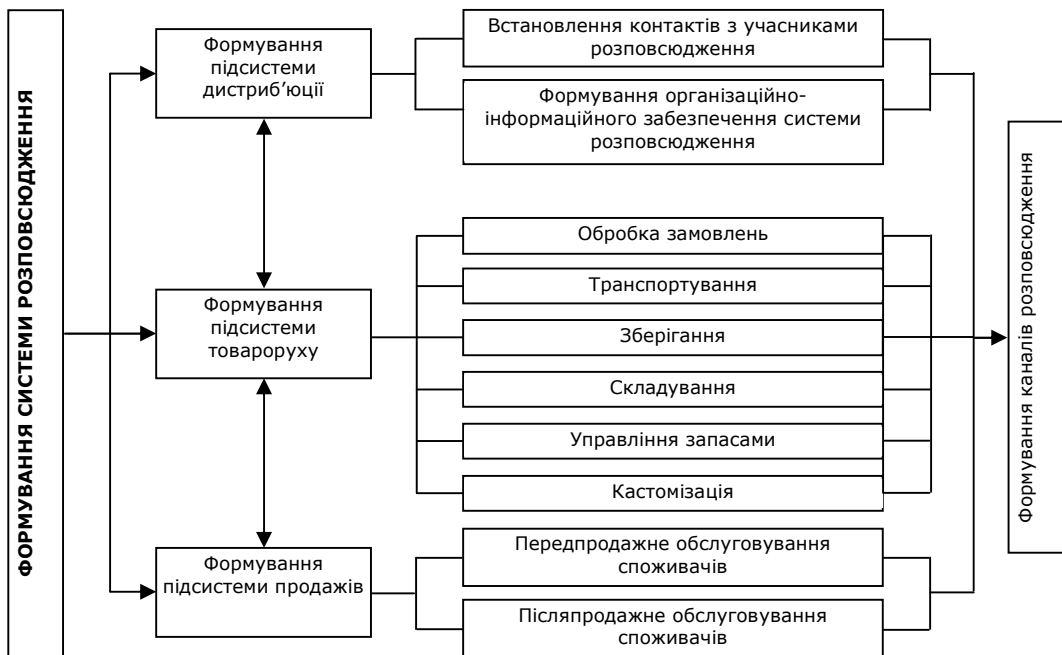 ФОРМУВАННЯ СИСТЕМИ РОЗПОВСЮДЖЕННЯ
Формування
підсистеми
дистриб’юції
Встановлення контактів з учасниками
розповсюдження
Формування організаційно-
інформаційного забезпечення системи
розповсюдження
Формування
підсистеми
товароруху
Обробка замовлень
Транспортування
Зберігання
Складування
Управління запасами
Кастомізація
Формування
підсистеми продажів
Передпродажне обслуговування
споживачів
Післяпродажне обслуговування
споживачів
Формування каналів розповсюдження